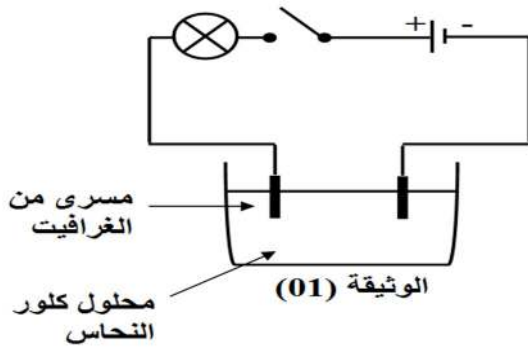 + -
مسرى من
الغرافيت
الوثيقة (01)
محلول كلور
النحاس